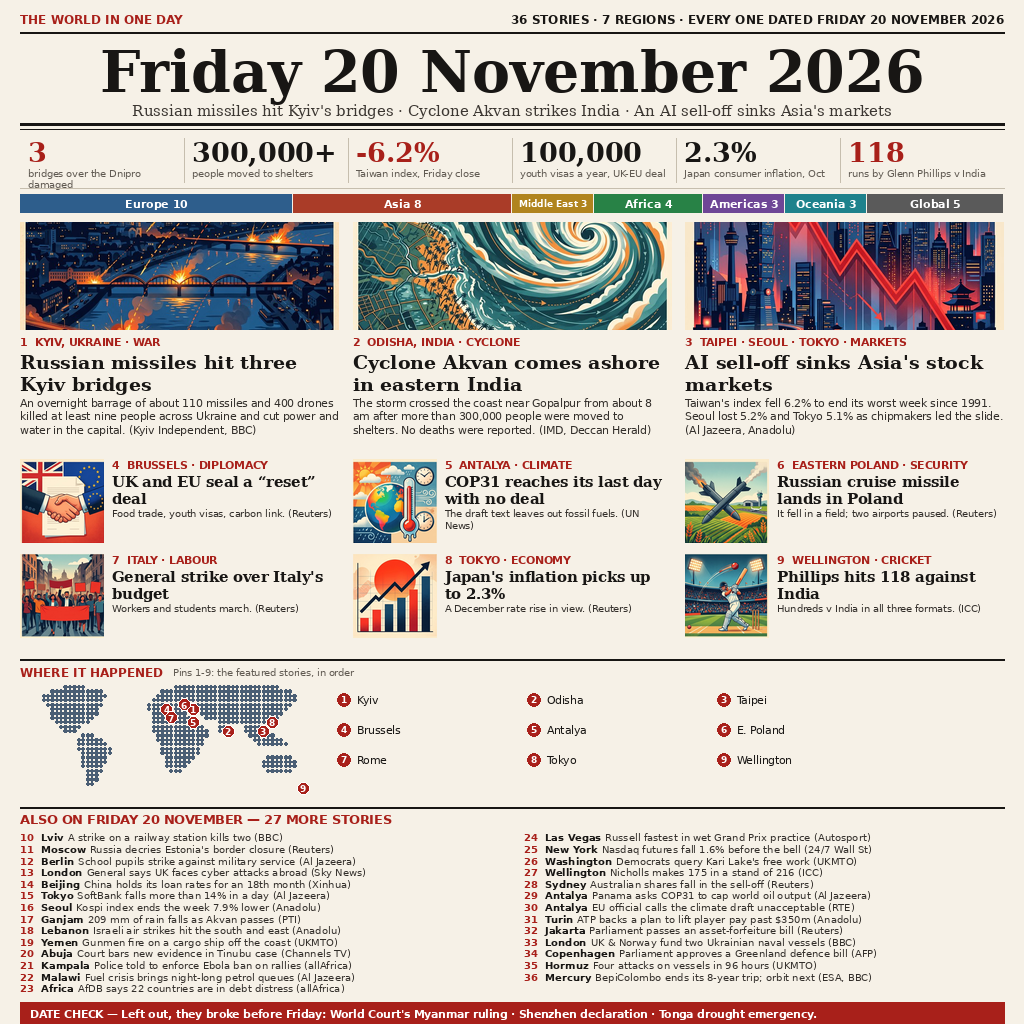 THE WORLD IN ONE DAY
36 STORIES · 7 REGIONS · EVERY ONE DATED FRIDAY 20 NOVEMBER 2026
Friday 20 November 2026
Russian missiles hit Kyiv's bridges · Cyclone Akvan strikes India · An AI sell-off sinks Asia's markets
3
bridges over the Dnipro
damaged
300,000+
people moved to shelters
-6.2%
Taiwan index, Friday close
100,000
youth visas a year, UK-EU deal
2.3%
Japan consumer inflation, Oct
118
runs by Glenn Phillips v India
Europe 10
Asia 8
Middle East 3
Africa 4
Americas 3
Oceania 3
Global 5
1 KYIV, UKRAINE · WAR
Russian missiles hit three
Kyiv bridges
An overnight barrage of about 110 missiles and 400 drones
killed at least nine people across Ukraine and cut power and
water in the capital. (Kyiv Independent, BBC)
2 ODISHA, INDIA · CYCLONE
Cyclone Akvan comes ashore
in eastern India
The storm crossed the coast near Gopalpur from about 8
am after more than 300,000 people were moved to
shelters. No deaths were reported. (IMD, Deccan Herald)
3 TAIPEI · SEOUL · TOKYO · MARKETS
AI sell-off sinks Asia's stock
markets
Taiwan's index fell 6.2% to end its worst week since 1991.
Seoul lost 5.2% and Tokyo 5.1% as chipmakers led the slide.
(Al Jazeera, Anadolu)
4 BRUSSELS · DIPLOMACY
UK and EU seal a “reset”
deal
Food trade, youth visas, carbon link. (Reuters)
5 ANTALYA · CLIMATE
COP31 reaches its last day
with no deal
The draft text leaves out fossil fuels. (UN
News)
6 EASTERN POLAND · SECURITY
Russian cruise missile
lands in Poland
It fell in a field; two airports paused. (Reuters)
7 ITALY · LABOUR
General strike over Italy's
budget
Workers and students march. (Reuters)
8 TOKYO · ECONOMY
Japan's inflation picks up
to 2.3%
A December rate rise in view. (Reuters)
9 WELLINGTON · CRICKET
Phillips hits 118 against
India
Hundreds v India in all three formats. (ICC)
WHERE IT HAPPENED Pins 1-9: the featured stories, in order
4
6
1
7
5
2
3
8
9
1 Kyiv
2 Odisha
3 Taipei
4 Brussels
5 Antalya
6 E. Poland
7 Rome
8 Tokyo
9 Wellington
ALSO ON FRIDAY 20 NOVEMBER — 27 MORE STORIES
10 Lviv A strike on a railway station kills two (BBC)
11 Moscow Russia decries Estonia's border closure (Reuters)
12 Berlin School pupils strike against military service (Al Jazeera)
13 London General says UK faces cyber attacks abroad (Sky News)
14 Beijing China holds its loan rates for an 18th month (Xinhua)
15 Tokyo SoftBank falls more than 14% in a day (Al Jazeera)
16 Seoul Kospi index ends the week 7.9% lower (Anadolu)
17 Ganjam 209 mm of rain falls as Akvan passes (PTI)
18 Lebanon Israeli air strikes hit the south and east (Anadolu)
19 Yemen Gunmen fire on a cargo ship off the coast (UKMTO)
20 Abuja Court bars new evidence in Tinubu case (Channels TV)
21 Kampala Police told to enforce Ebola ban on rallies (allAfrica)
22 Malawi Fuel crisis brings night-long petrol queues (Al Jazera)
23 Africa AfDB says 22 countries are in debt distress (allAfrica)
24 Las Vegas Russell fastest in wet Grand Prix practice (Autosport)
25 New York Nasdaq futures fall 1.6% before the bell (24/7 Wall St)
26 Washington Democrats query Kari Lake's free work (UKMTO)
27 Wellington Nicholls makes 175 in a stand of 216 (ICC)
28 Sydney Australian shares fall in the sell-off (Reuters)
29 Antalya Panama asks COP31 to cap world oil output (Al Jazeera)
30 Antalya EU official calls the climate draft unacceptable (RTE)
31 Turin ATP backs a plan to lift player pay past $350m (Anadolu)
32 Jakarta Parliament passes an asset-forfeiture bill (Reuters)
33 London UK & Norway fund two Ukrainian naval vessels (BBC)
34 Copenhagen Parliament approves a Greenland defence bill (AFP)
35 Hormuz Four attacks on vessels in 96 hours (UKMTO)
36 Mercury BepiColombo ends its 8-year trip; orbit next (ESA, BBC)
DATE CHECK — Left out, they broke before Friday: World Court's Myanmar ruling · Shenzhen declaration · Tonga drought emergency.